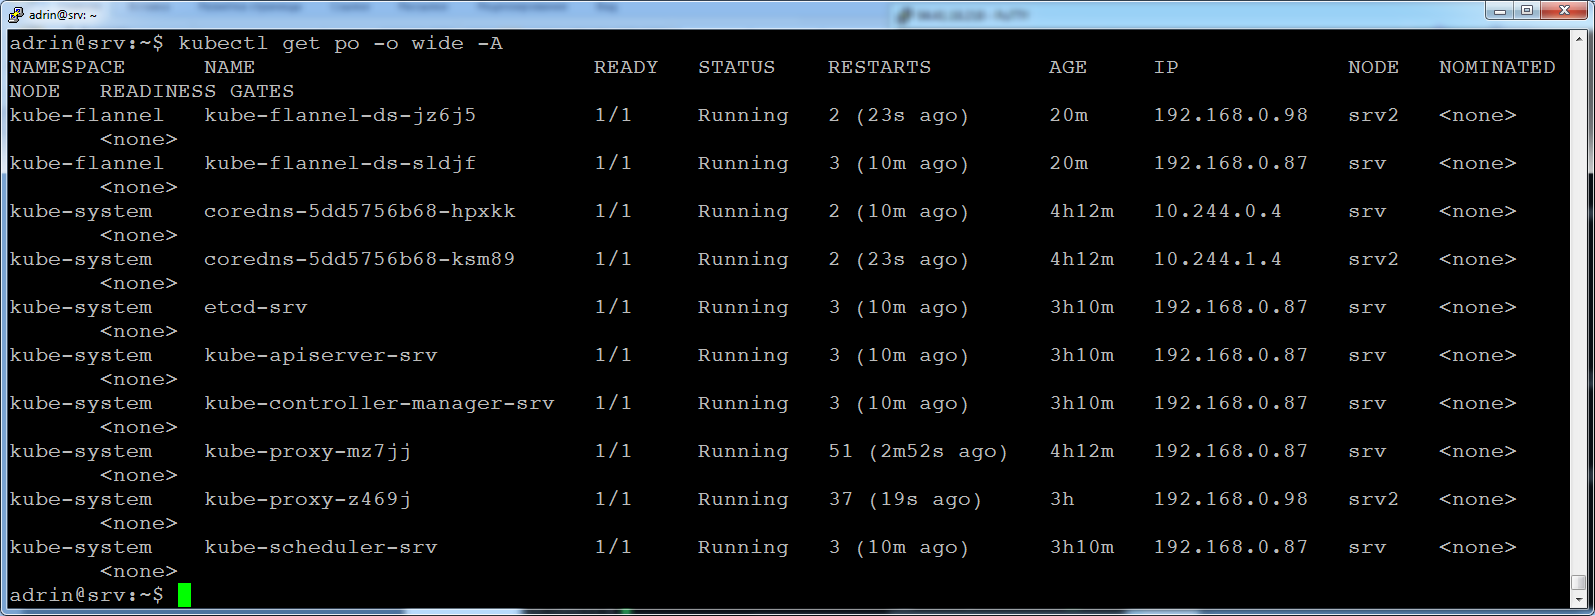 adrin@srv: ~
adrin@srv:~$ kubectl get po -o wide -A
NAMESPACE NAME READY STATUS RESTARTS AGE IP NODE NOMINATED
NODE READINESS GATES
kube-flannel kube-flannel-ds-jz6j5 1/1 Running 2 (23s ago) 20m 192.168.0.98 srv2 <none>
<none>
kube-flannel kube-flannel-ds-sldjf 1/1 Running 3 (10m ago) 20m 192.168.0.87 srv <none>
<none>
kube-system coredns-5dd5756b68-hpxkk 1/1 Running 2 (10m ago) 4h12m 10.244.0.4 srv <none>
<none>
kube-system coredns-5dd5756b68-ksm89 1/1 Running 2 (23s ago) 4h12m 10.244.1.4 srv2 <none>
<none>
kube-system etcd-srv 1/1 Running 3 (10m ago) 3h10m 192.168.0.87 srv <none>
<none>
kube-system kube-apiserver-srv 1/1 Running 3 (10m ago) 3h10m 192.168.0.87 srv <none>
<none>
kube-system kube-controller-manager-srv 1/1 Running 3 (10m ago) 3h10m 192.168.0.87 srv <none>
<none>
kube-system kube-proxy-mz7jj 1/1 Running 51 (2m52s ago) 4h12m 192.168.0.87 srv <none>
<none>
kube-system kube-proxy-z469j 1/1 Running 37 (19s ago) 3h 192.168.0.98 srv2 <none>
<none>
kube-system kube-scheduler-srv 1/1 Running 3 (10m ago) 3h10m 192.168.0.87 srv <none>
<none>
adrin@srv:~$